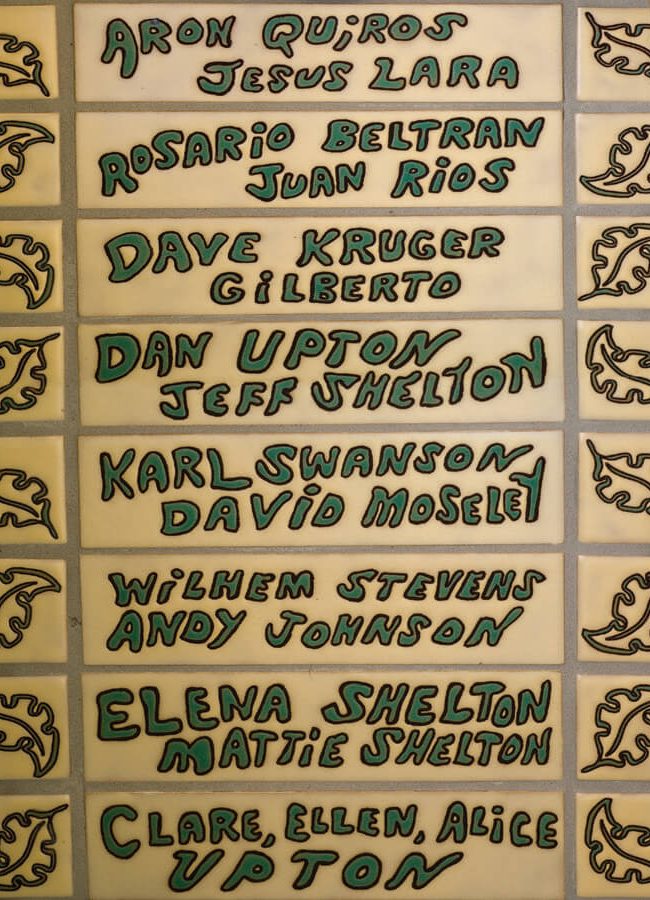 ARON QUiROS
JESUS LARA
ROSARiO BELTRAN
JUAN RiOS
DAVE KRUGER
GiLBERTO
DAN UPTON
JEFF SHELTON
KARL SWANSON
DAVID MOSELEY
WiLHEM STEVENS
ANDY JOHNSON
ELENA SHELTON
MATTiE SHELTON
CLARE, ELLEN, ALiCE
UPTON